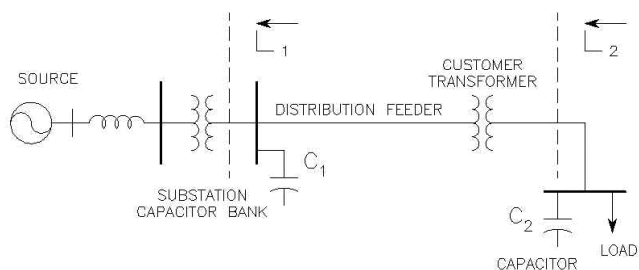 1
2
SOURCE
CUSTOMER
TRANSFORMER
DISTRIBUTION FEEDER
C1
SUBSTATION
CAPACITOR BANK
C2
CAPACITOR
LOAD